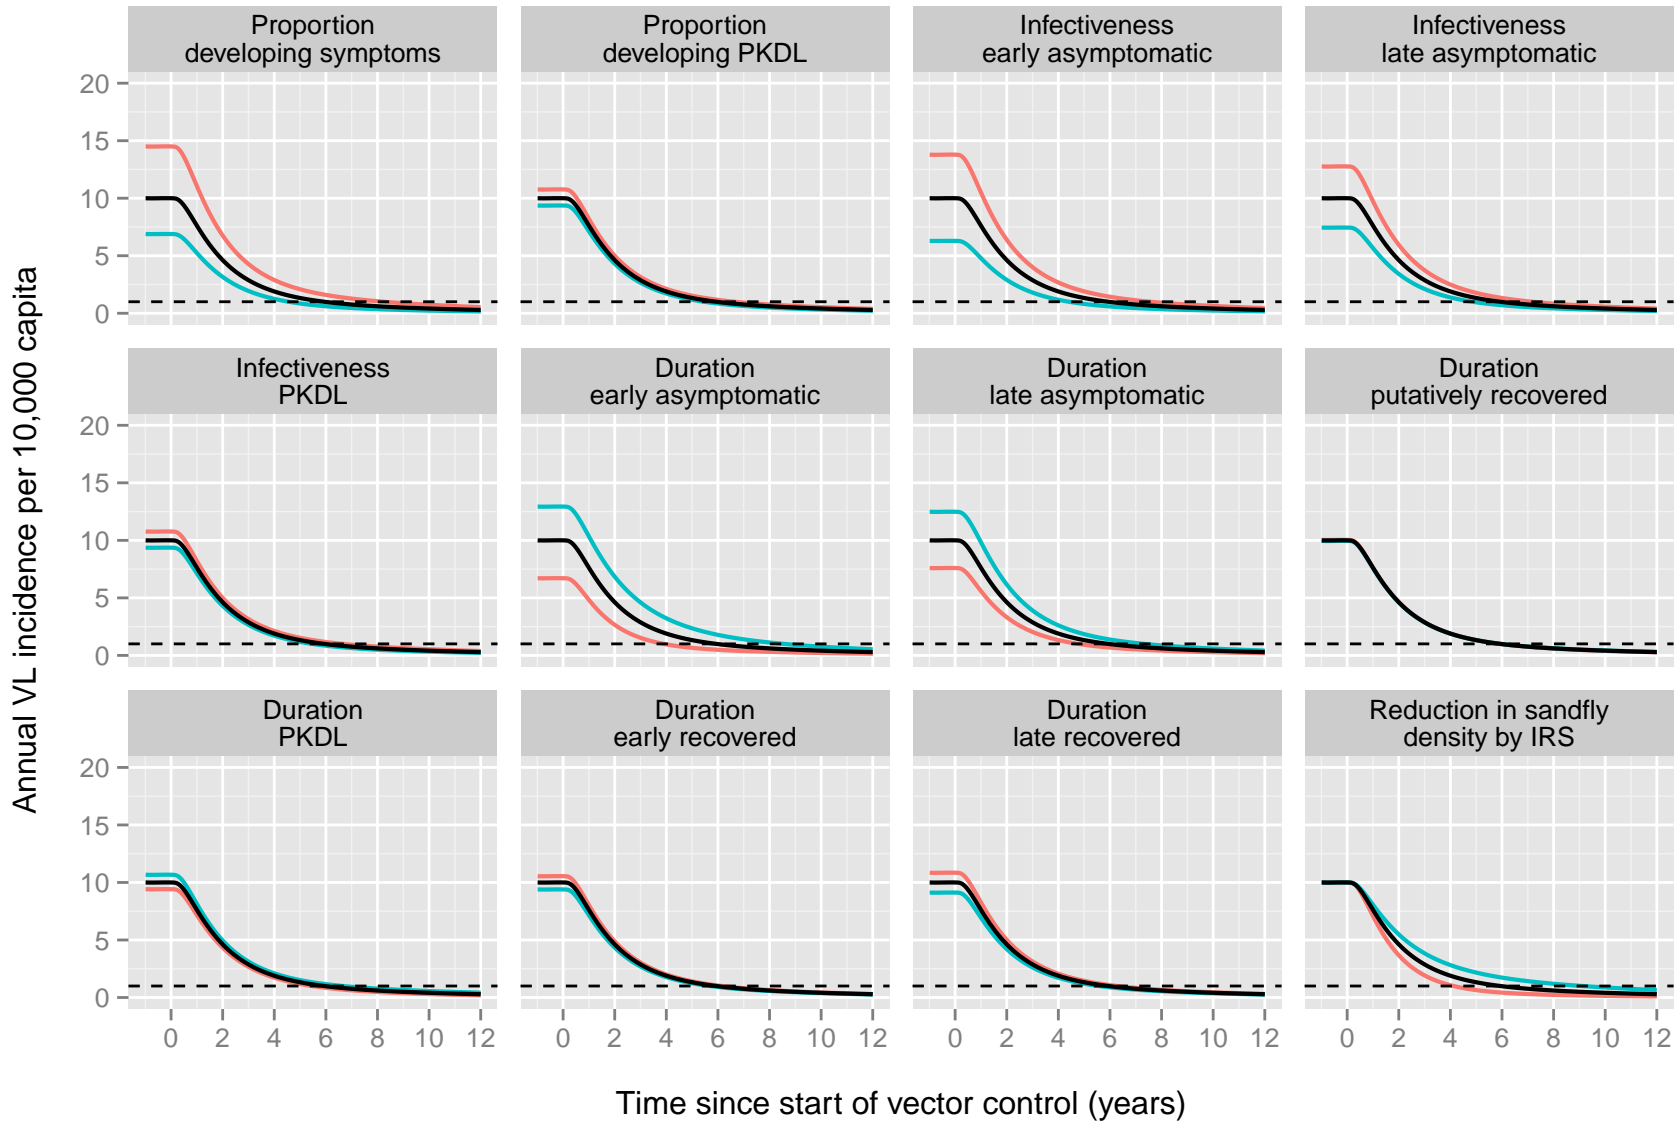 Annual VL incidence per 10,000 capita
Proportion
developing symptoms
Proportion
developing PKDL
Infectiveness
early asymptomatic
Infectiveness
late asymptomatic
20
15
10
5
0
Infectiveness
PKDL
Duration
early asymptomatic
Duration
late asymptomatic
Duration
putatively recovered
20
15
10
5
0
Duration
PKDL
Duration
early recovered
Duration
late recovered
Reduction in sandfly
density by IRS
20
15
10
5
0
0 2 4 6 8 10 12
0 2 4 6 8 10 12
0 2 4 6 8 10 12
0 2 4 6 8 10 12
Time since start of vector control (years)